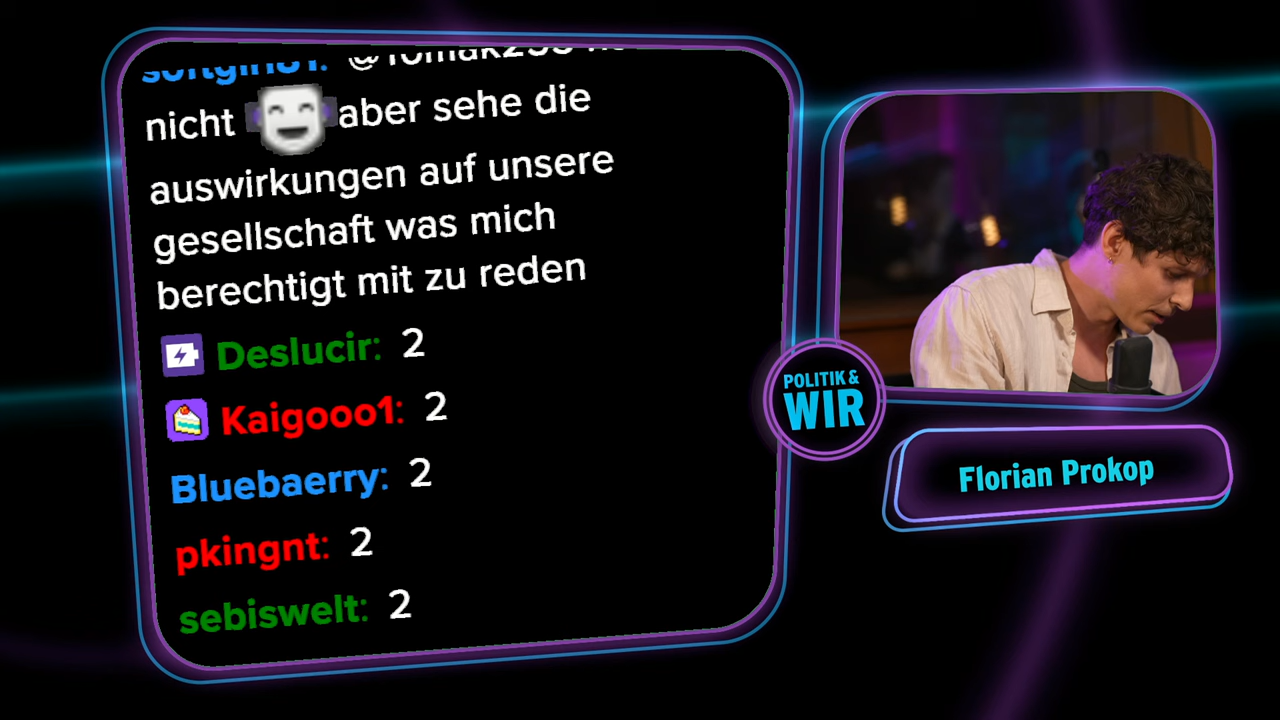 nicht aber sehe die
auswirkungen auf unsere
gesellschaft was mich
berechtigt mit zu reden
Deslucir: 2
Kaigooo1: 2
Bluebaerry: 2
pkingnt: 2
sebiswelt: 2
POLITIK &
WIR
Florian Prokop